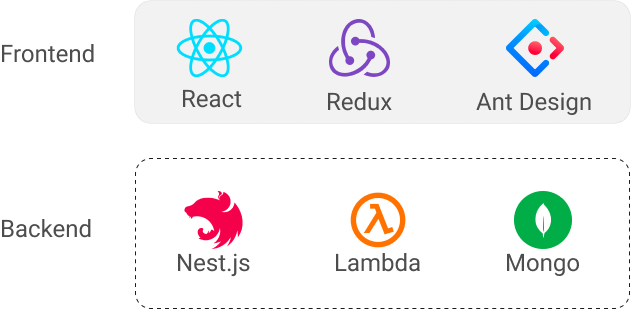 Frontend
React
Redux
Ant Design
Backend
Nest.js
Lambda
Mongo